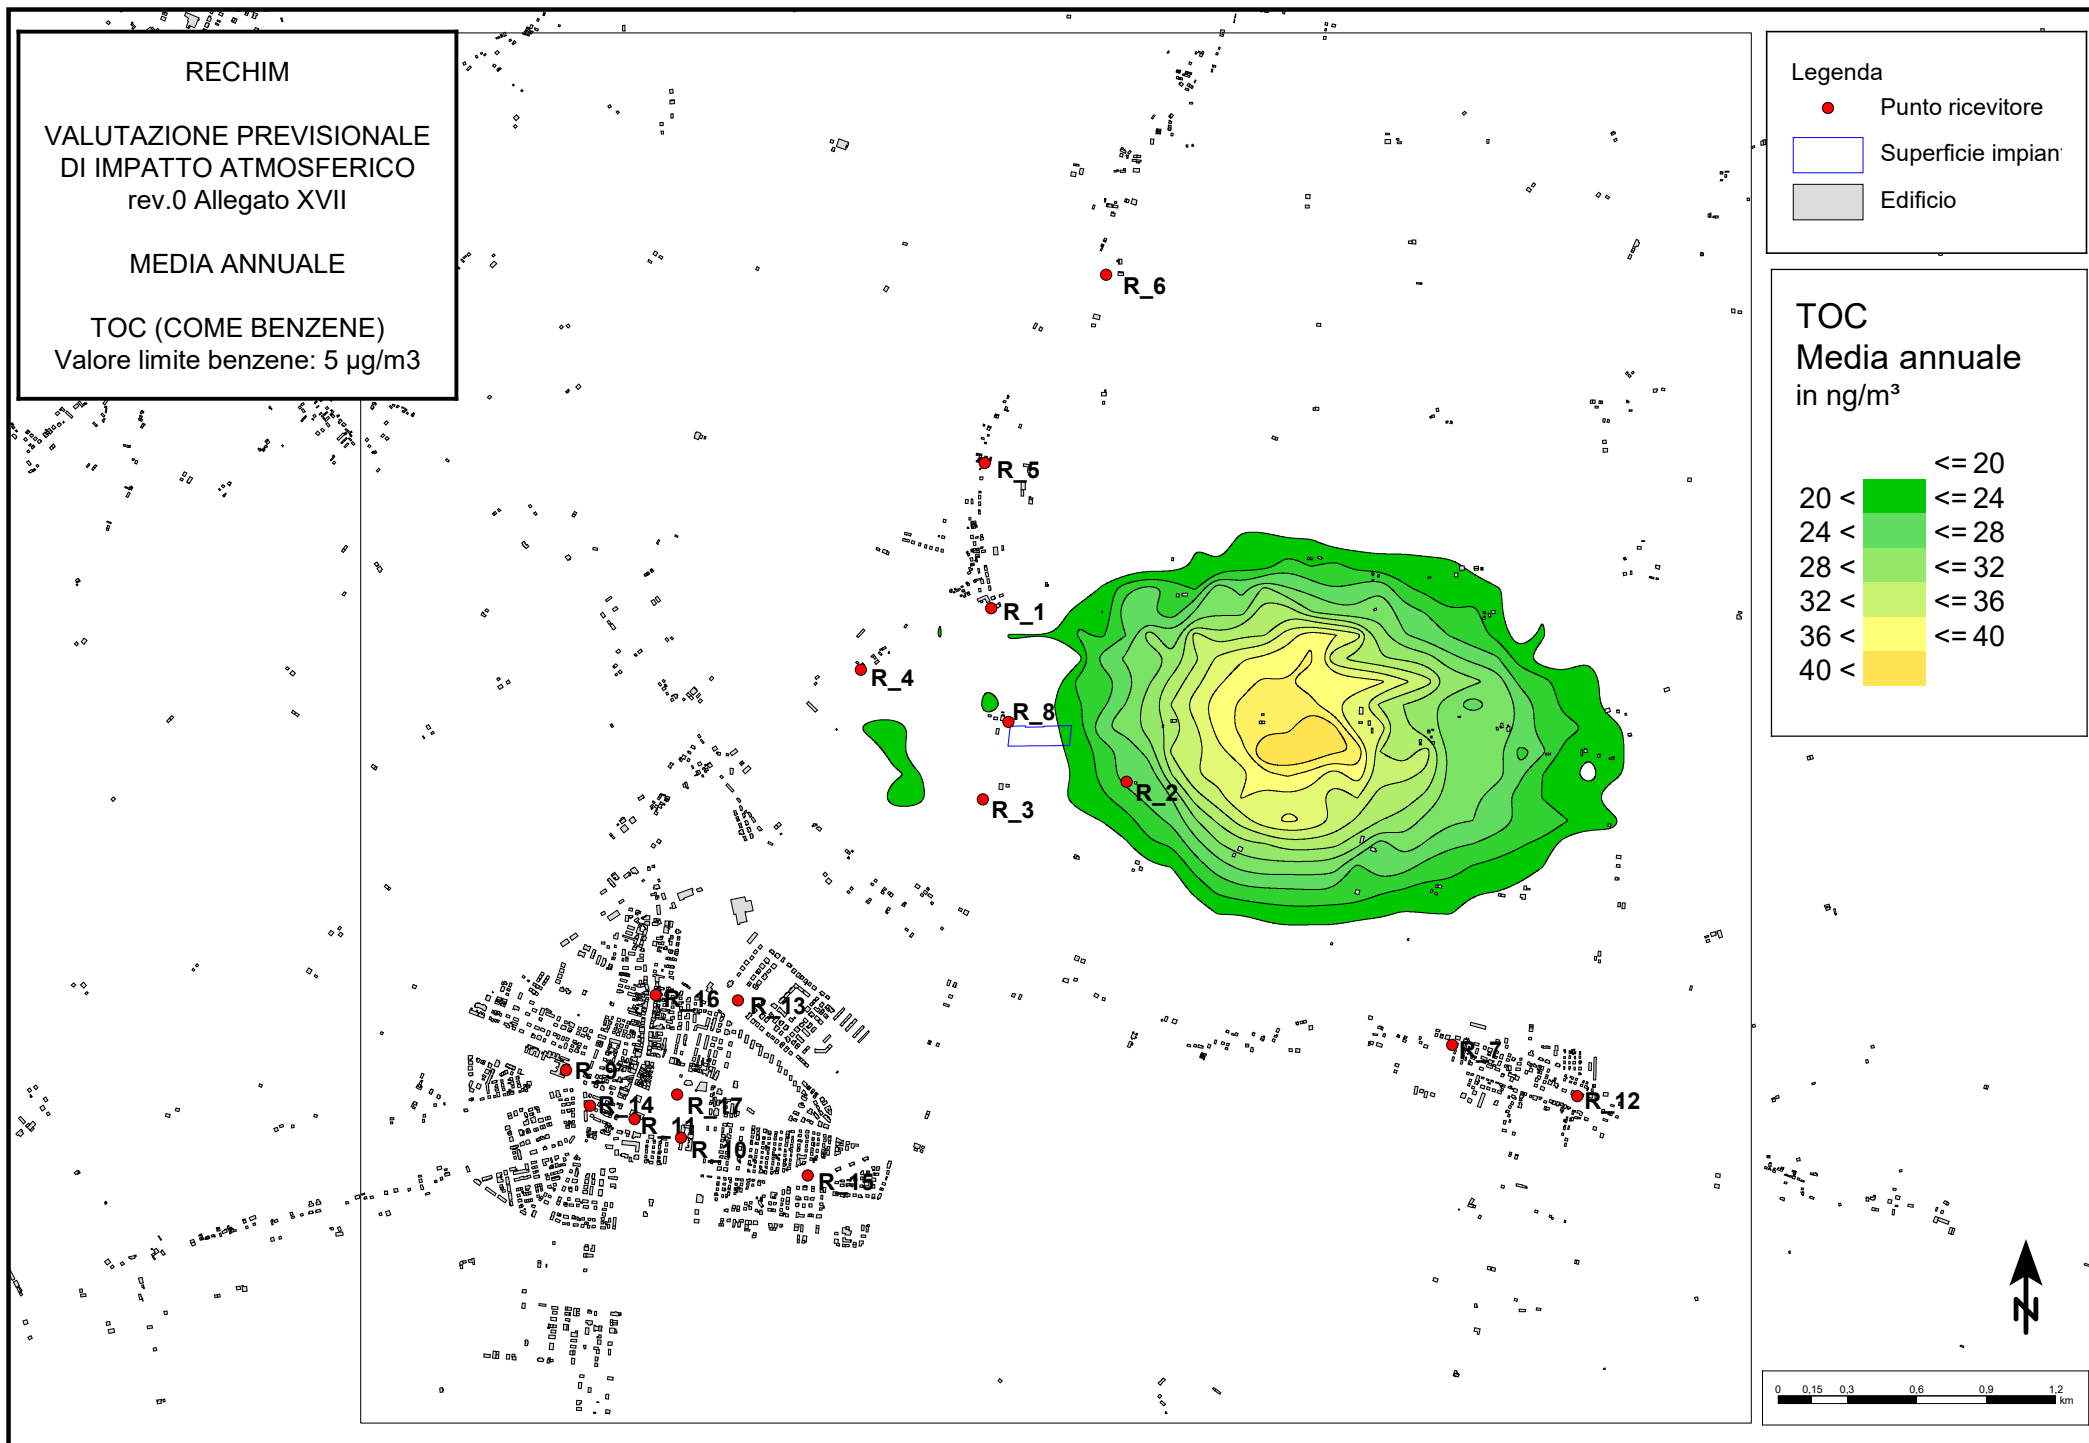 RECHIM
VALUTAZIONE PREVISIONALE
DI IMPATTO ATMOSFERICO
rev.0 Allegato XVII
MEDIA ANNUALE
TOC (COME BENZENE)
Valore limite benzene: 5 µg/m3
Legenda
Punto ricevitore
Superficie impian
Edificio
TOC
Media annuale
in ng/m³
<= 20
20 < <= 24
24 < <= 28
28 < <= 32
32 < <= 36
36 < <= 40
40 <
R_6
R_5
R_1
R_4
R_8
R_2
R_3
R_16
R_13
R_7
R_9
R_12
R_14
R_17
R_11
R_10
R_15
N
0 0,15 0,3 0,6 0,9 1,2
km